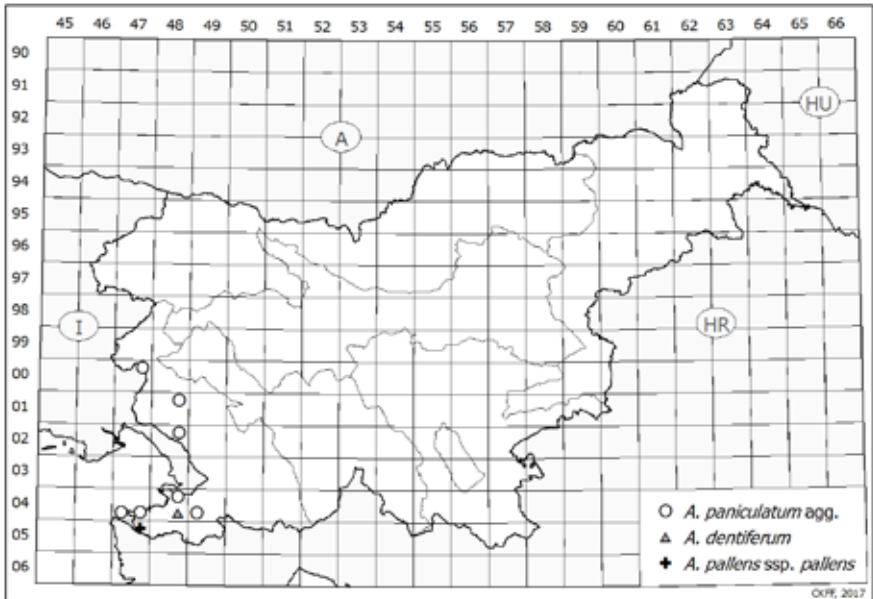 45 46 47 48 49 50 51 52 53 54 55 56 57 58 59 60 61 62 63 64 65 66
90
91
92
93
94
95
96
97
98
99
00
01
02
03
04
05
06
A
HU
I
HR
A. paniculatum agg.
A. dentiferum
A. pallens ssp. pallens
CKFF, 2017